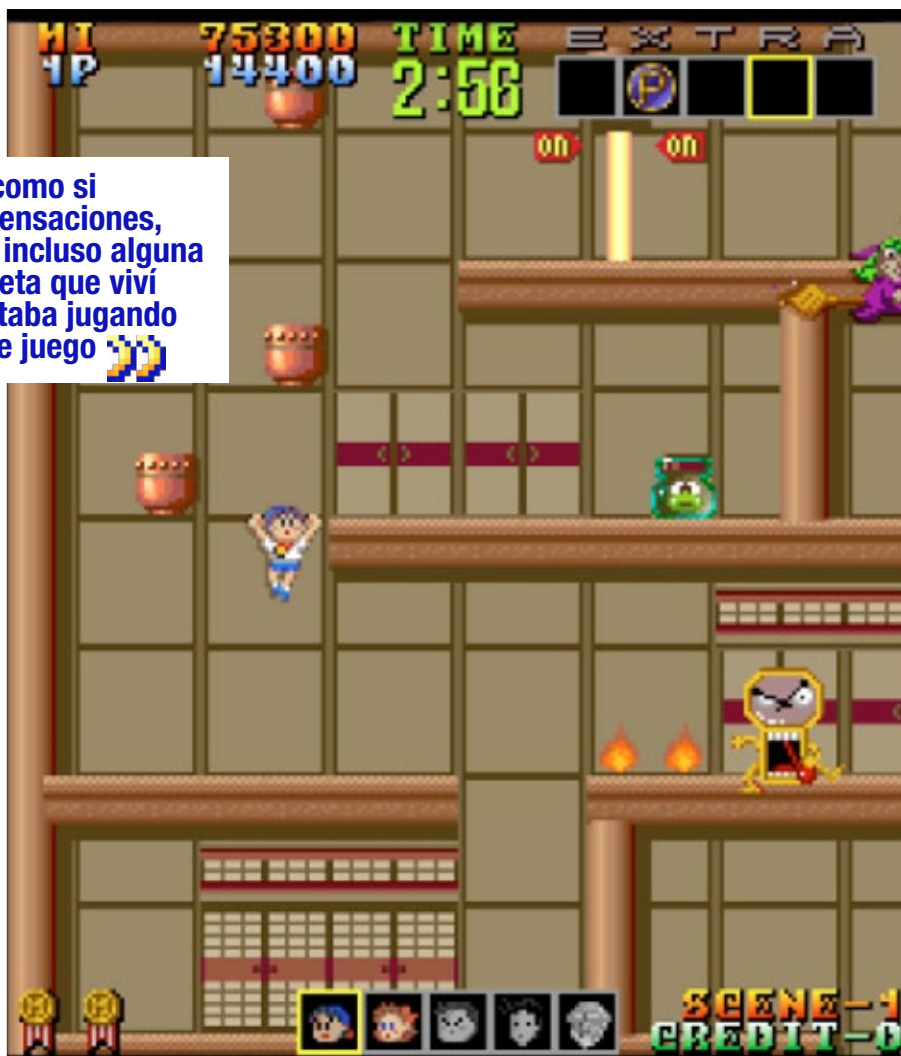 HI 75300 TIME EXTRA
1P 14400 2:56
P
on on
como si
ensaciones,
incluso alguna
eta que viví
taba jugando
e juego ”
SCENE-1
CREDIT-0